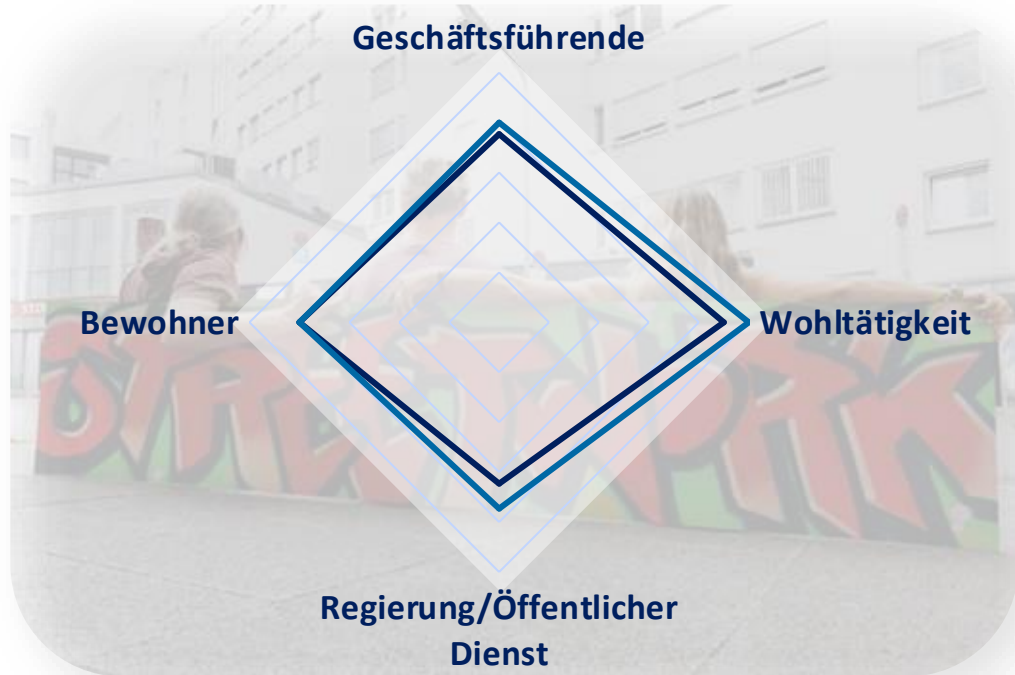 Geschäftsführende
Bewohner
Wohltätigkeit
Regierung/Öffentlicher
Dienst